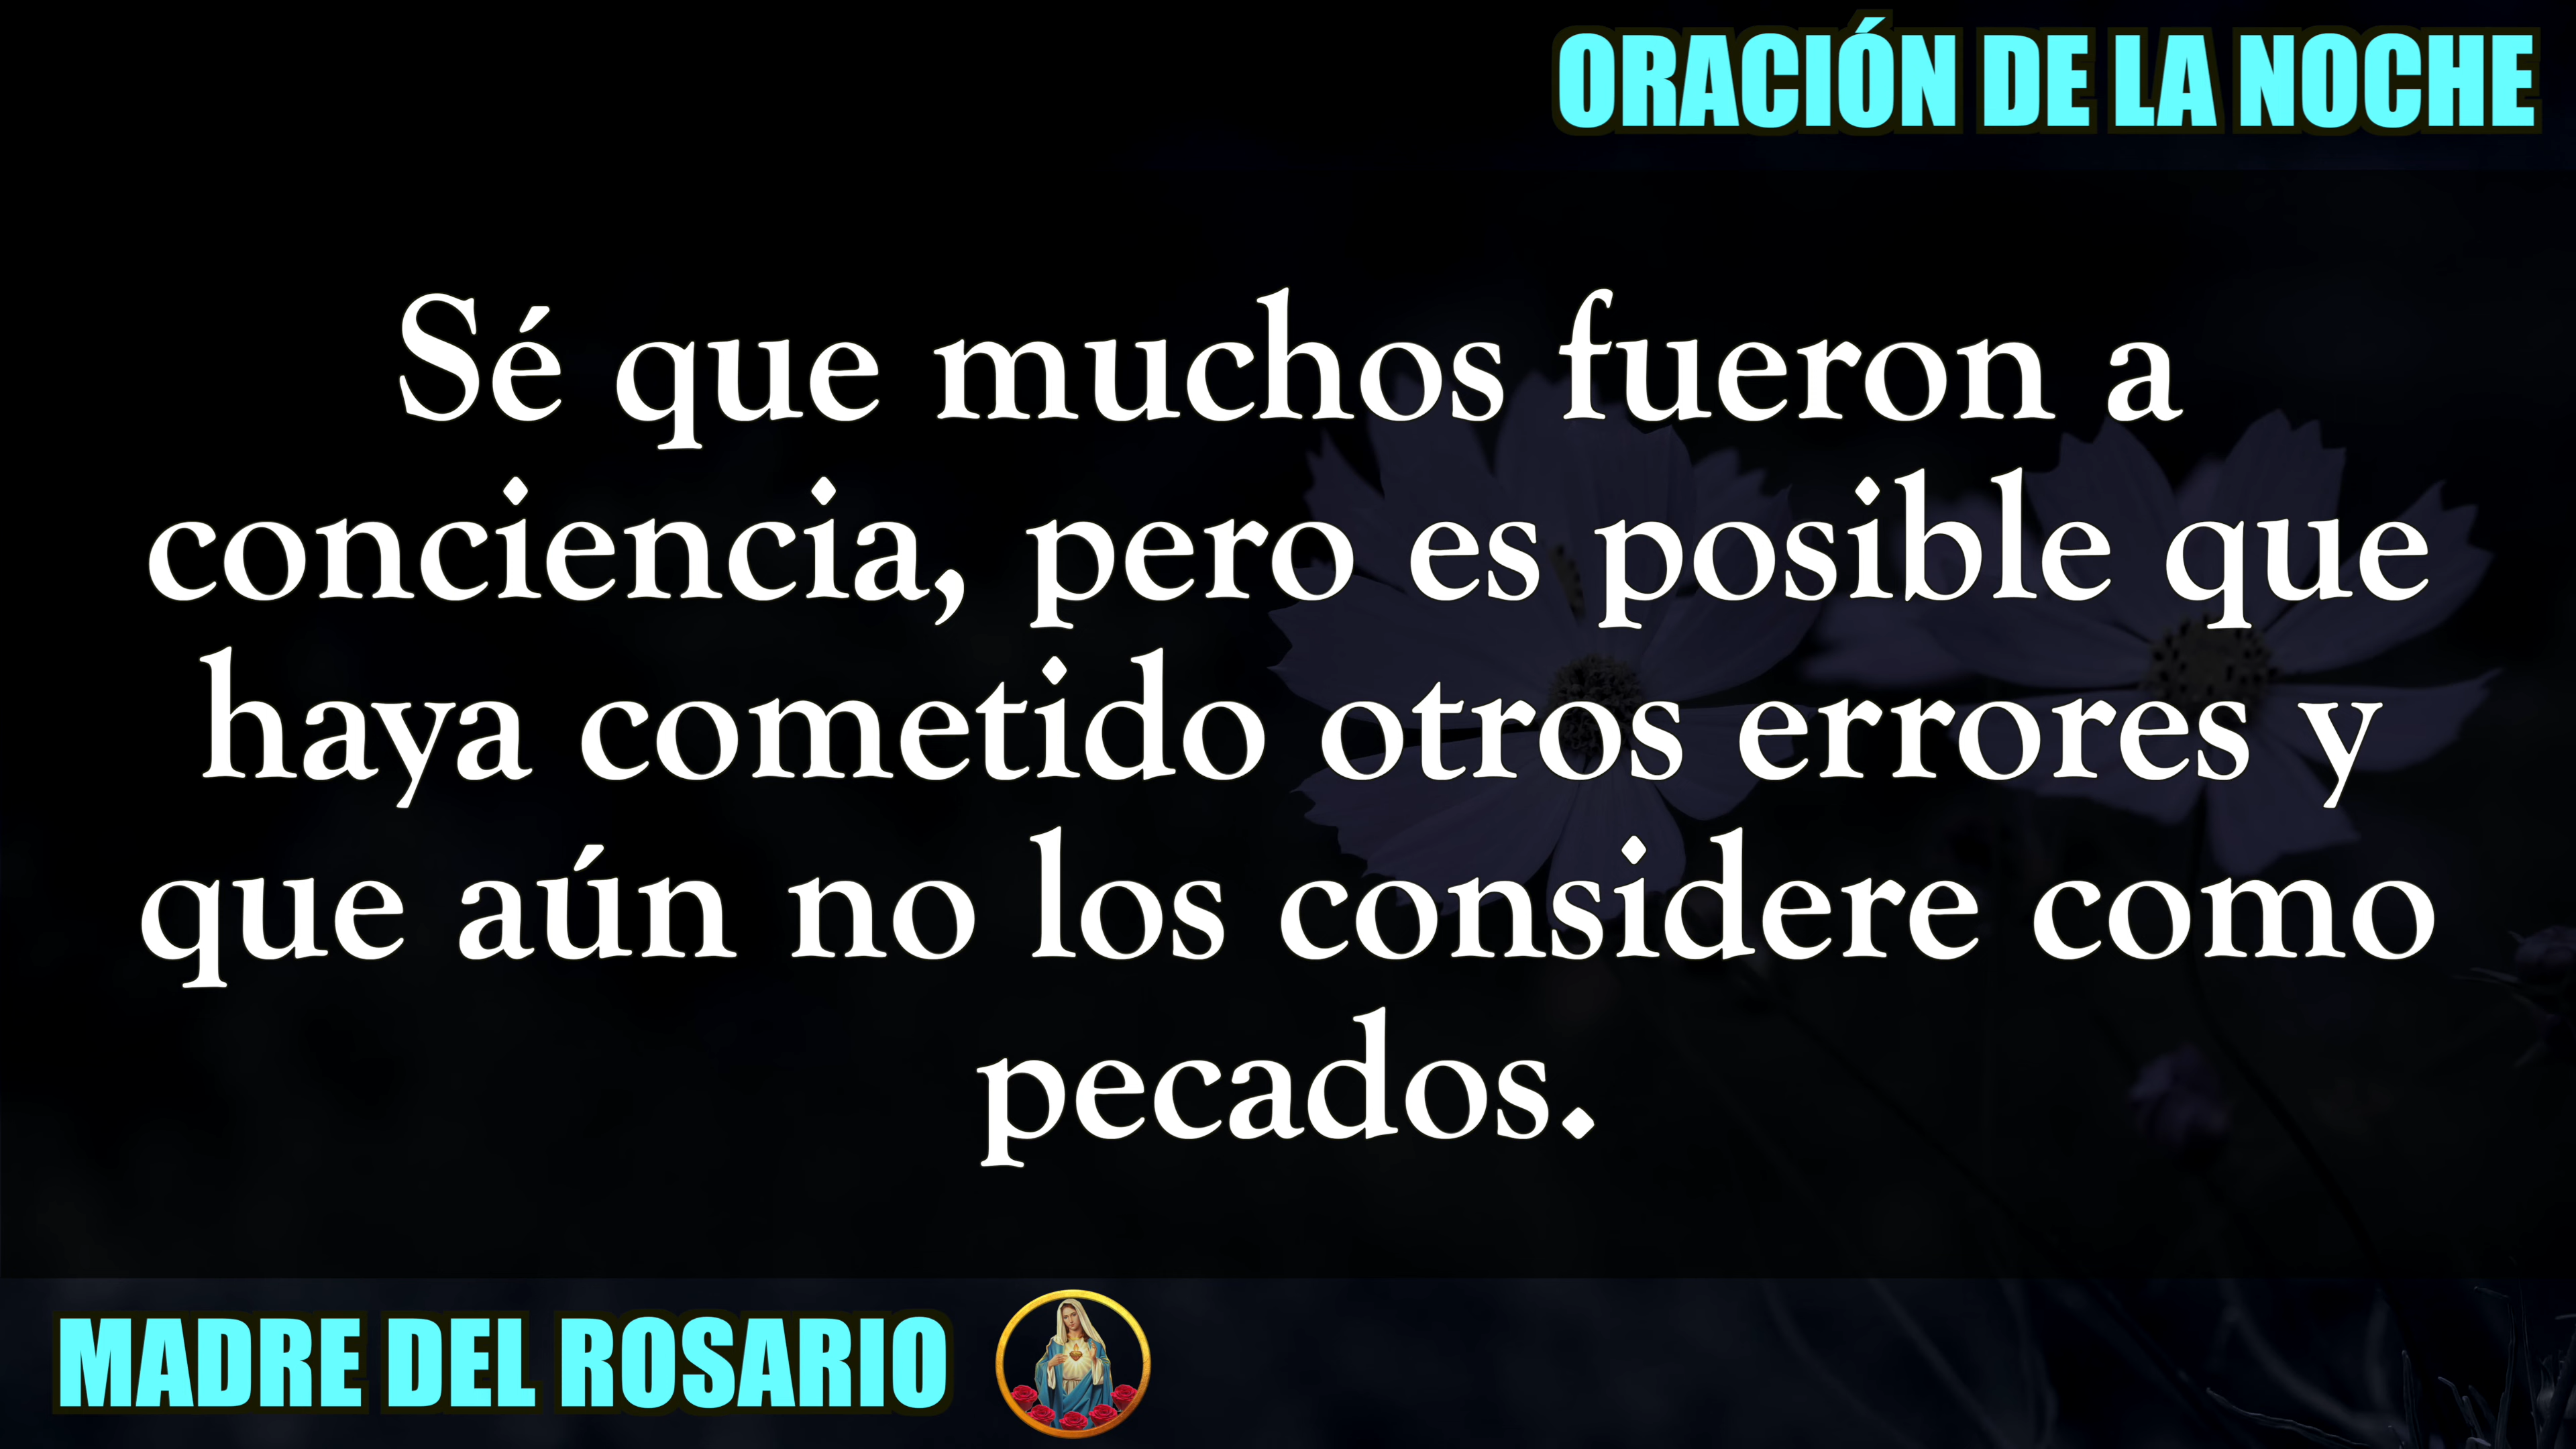 ORACIÓN DE LA NOCHE
Sé que muchos fueron a
conciencia, pero es posible que
haya cometido otros errores y
que aún no los considere como
pecados.
MADRE DEL ROSARIO